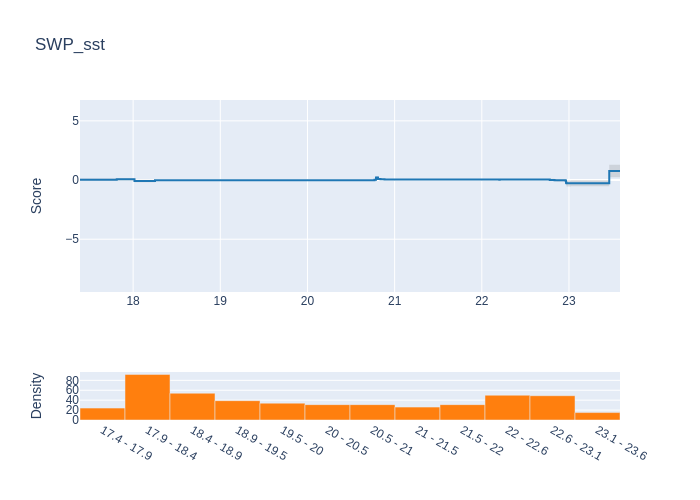 SWP_sst
Score
5
0
−5
18 19 20 21 22 23
Density
80
60
40
20
0
17.4 - 17.9
17.9 - 18.4
18.4 - 18.9
18.9 - 19.5
19.5 - 20
20 - 20.5
20.5 - 21
21 - 21.5
21.5 - 22
22 - 22.6
22.6 - 23.1
23.1 - 23.6